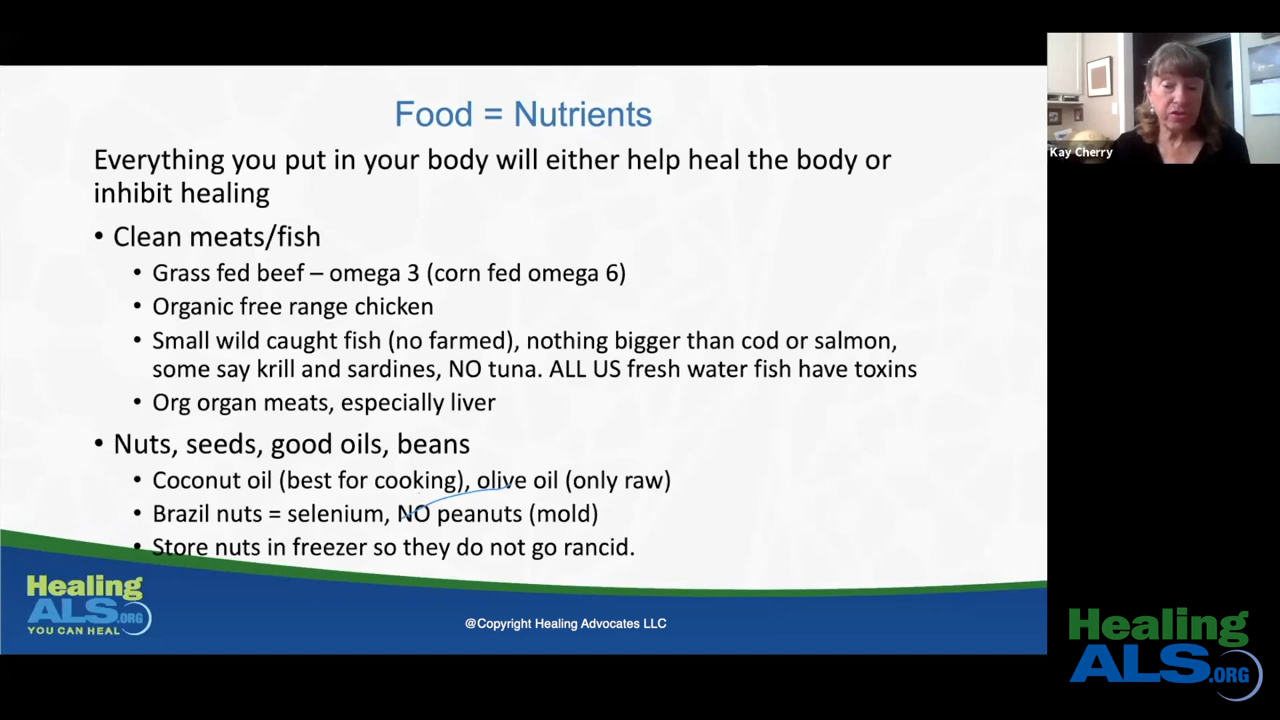 Food = Nutrients
Everything you put in your body will either help heal the body or
inhibit healing
• Clean meats/fish
• Grass fed beef – omega 3 (corn fed omega 6)
• Organic free range chicken
• Small wild caught fish (no farmed), nothing bigger than cod or salmon,
some say krill and sardines, NO tuna. ALL US fresh water fish have toxins
• Org organ meats, especially liver
• Nuts, seeds, good oils, beans
• Coconut oil (best for cooking), olive oil (only raw)
• Brazil nuts = selenium, NO peanuts (mold)
• Store nuts in freezer so they do not go rancid.
Healing
ALS.ORG
YOU CAN HEAL
@Copyright Healing Advocates LLC
Kay Cherry
Healing
ALS.ORG